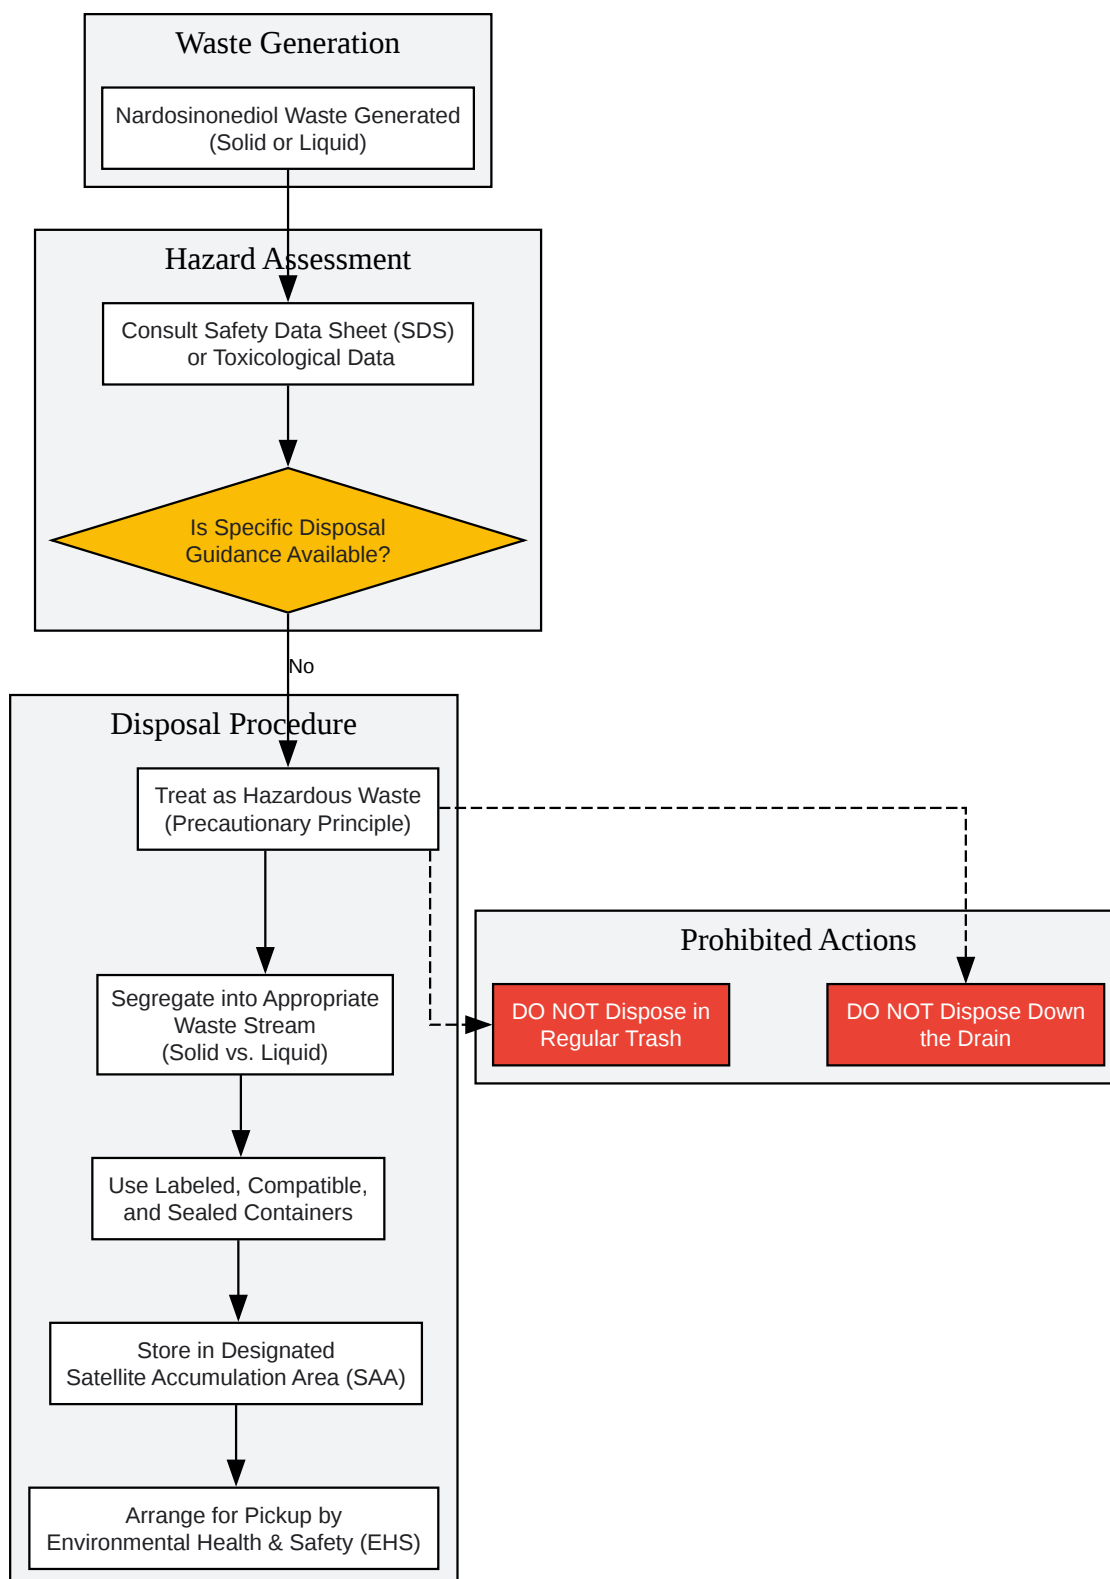 Waste Generation
Nardosinonediol Waste Generated
(Solid or Liquid)
Hazard Assessment
Consult Safety Data Sheet (SDS)
or Toxicological Data
Is Specific Disposal
Guidance Available?
No
Disposal Procedure
Treat as Hazardous Waste
(Precautionary Principle)
Prohibited Actions
DO NOT Dispose in
Regular Trash
DO NOT Dispose Down
the Drain
Segregate into Appropriate
Waste Stream
(Solid vs. Liquid)
Use Labeled, Compatible,
and Sealed Containers
Store in Designated
Satellite Accumulation Area (SAA)
Arrange for Pickup by
Environmental Health & Safety (EHS)